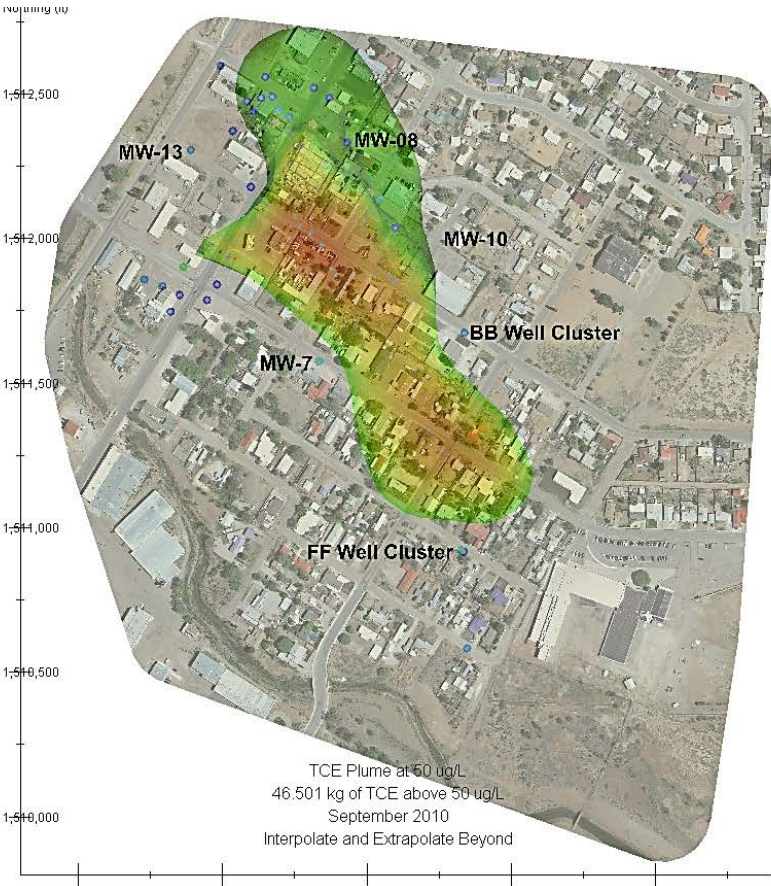 Northing (ft)
1,512,500
MW-08
MW-13
1,512,000
MW-10
BB Well Cluster
MW-7
1,511,500
1,511,000
FF Well Cluster
1,510,500
TCE Plume at 50 ug/L
46.501 kg of TCE above 50 ug/L
September 2010
1,510,000
Interpolate and Extrapolate Beyond